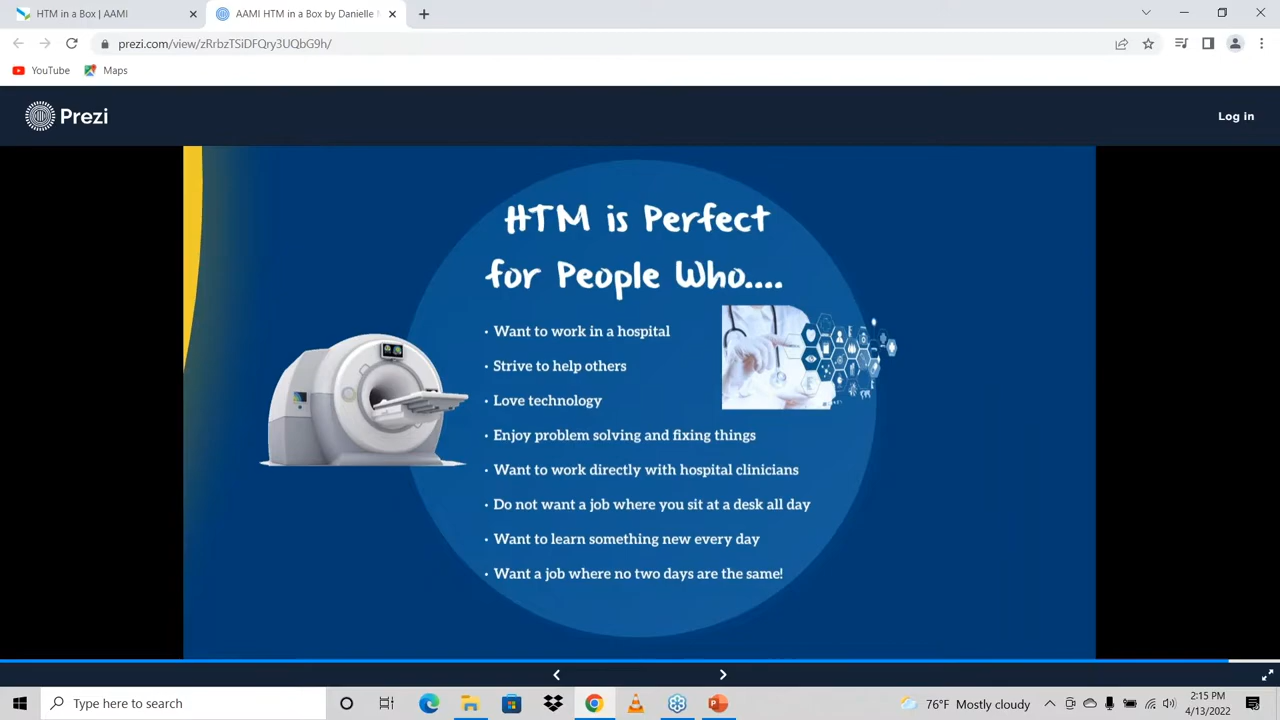 HTM in a Box | AAMI
AAMI HTM in a Box by Danielle
prezi.com/view/zRrbzTSiDFQry3UQbG9h/
YouTube
Maps
Prezi
Log in
HTM is Perfect
for People Who....
· Want to work in a hospital
· Strive to help others
· Love technology
· Enjoy problem solving and fixing things
· Want to work directly with hospital clinicians
· Do not want a job where you sit at a desk all day
· Want to learn something new every day
· Want a job where no two days are the same!
Type here to search
76°F Mostly cloudy
2:15 PM
4/13/2022